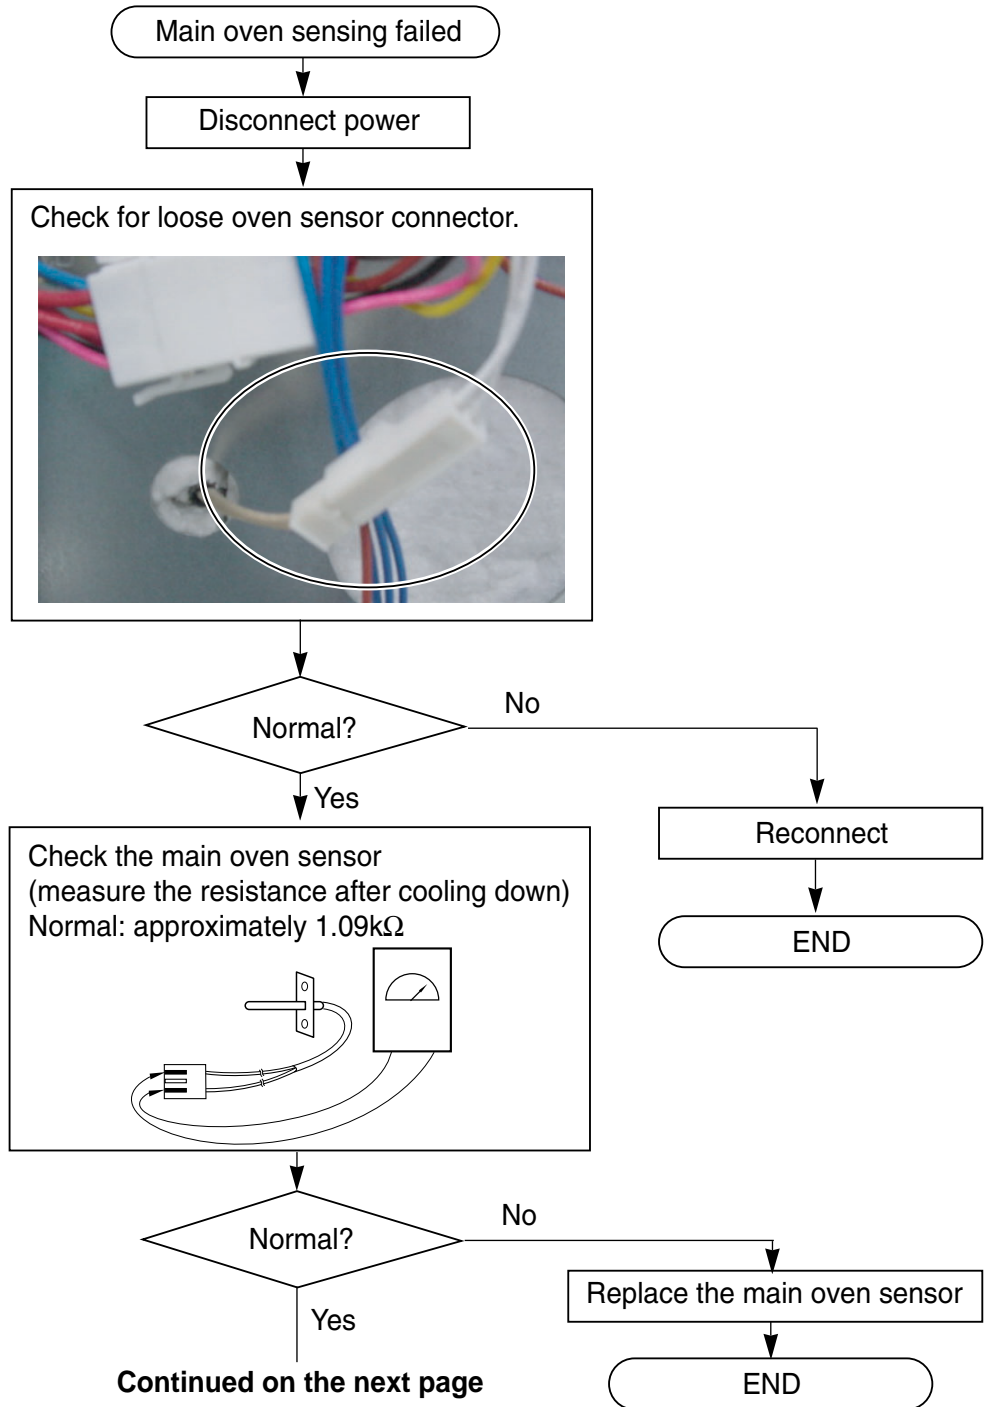 Main oven sensing failed
Disconnect power
Check for loose oven sensor connector.
Normal?
No
Yes
Reconnect
END
Check the main oven sensor
(measure the resistance after cooling down)
Normal: approximately 1.09kΩ
Normal?
No
Yes
Replace the main oven sensor
END
Continued on the next page